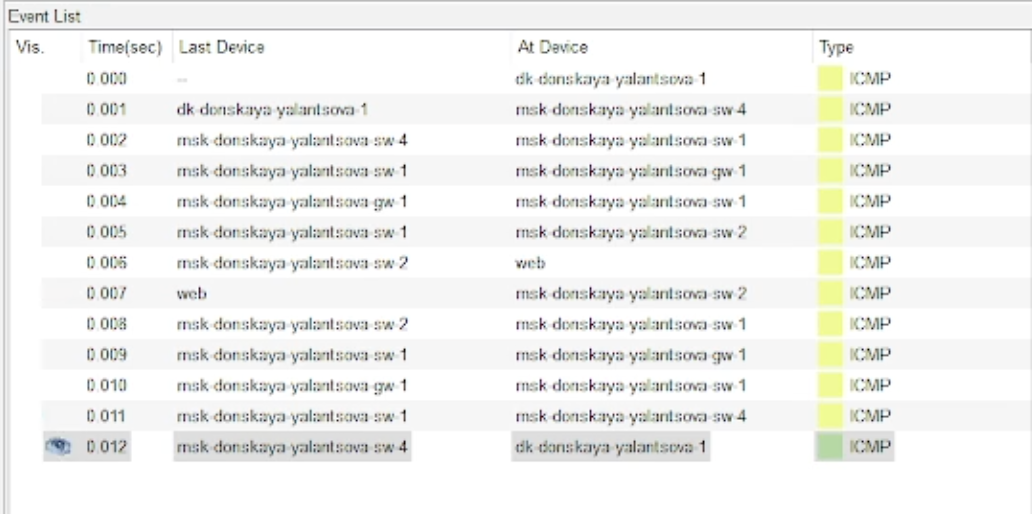 Event List
Vis. Time(sec) Last Device At Device Type
0.000 -- dk-donskaya-yalantsova-1 ICMP
0.001 dk-donskaya-yalantsova-1 msk-donskaya-yalantsova-sw-4 ICMP
0.002 msk-donskaya-yalantsova-sw-4 msk-donskaya-yalantsova-sw-1 ICMP
0.003 msk-donskaya-yalantsova-sw-1 msk-donskaya-yalantsova-gw-1 ICMP
0.004 msk-donskaya-yalantsova-gw-1 msk-donskaya-yalantsova-sw-1 ICMP
0.005 msk-donskaya-yalantsova-sw-1 msk-donskaya-yalantsova-sw-2 ICMP
0.006 msk-donskaya-yalantsova-sw-2 web ICMP
0.007 web msk-donskaya-yalantsova-sw-2 ICMP
0.008 msk-donskaya-yalantsova-sw-2 msk-donskaya-yalantsova-sw-1 ICMP
0.009 msk-donskaya-yalantsova-sw-1 msk-donskaya-yalantsova-gw-1 ICMP
0.010 msk-donskaya-yalantsova-gw-1 msk-donskaya-yalantsova-sw-1 ICMP
0.011 msk-donskaya-yalantsova-sw-1 msk-donskaya-yalantsova-sw-4 ICMP
0.012 msk-donskaya-yalantsova-sw-4 dk-donskaya-yalantsova-1 ICMP